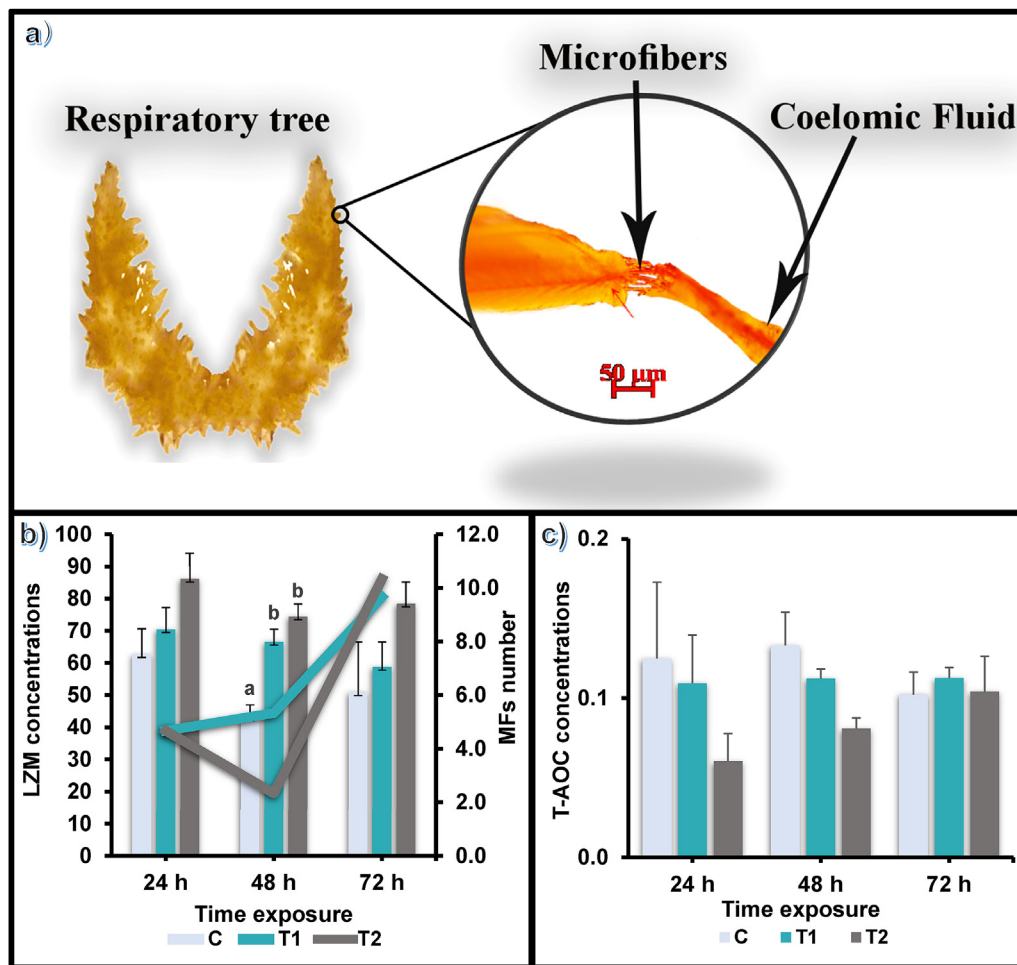 a)
Microfibers
Respiratory tree
Coelomic Fluid
50 µm
b)
100
90
80
70
60
50
40
30
20
10
0
LZM concentrations
a
b
b
12.0
10.0
8.0
6.0
4.0
2.0
0.0
MFs number
24 h 48 h 72 h
Time exposure
C T1 T2
c)
0.2
0.1
0.0
T-AOC concentrations
24 h 48 h 72 h
Time exposure
C T1 T2